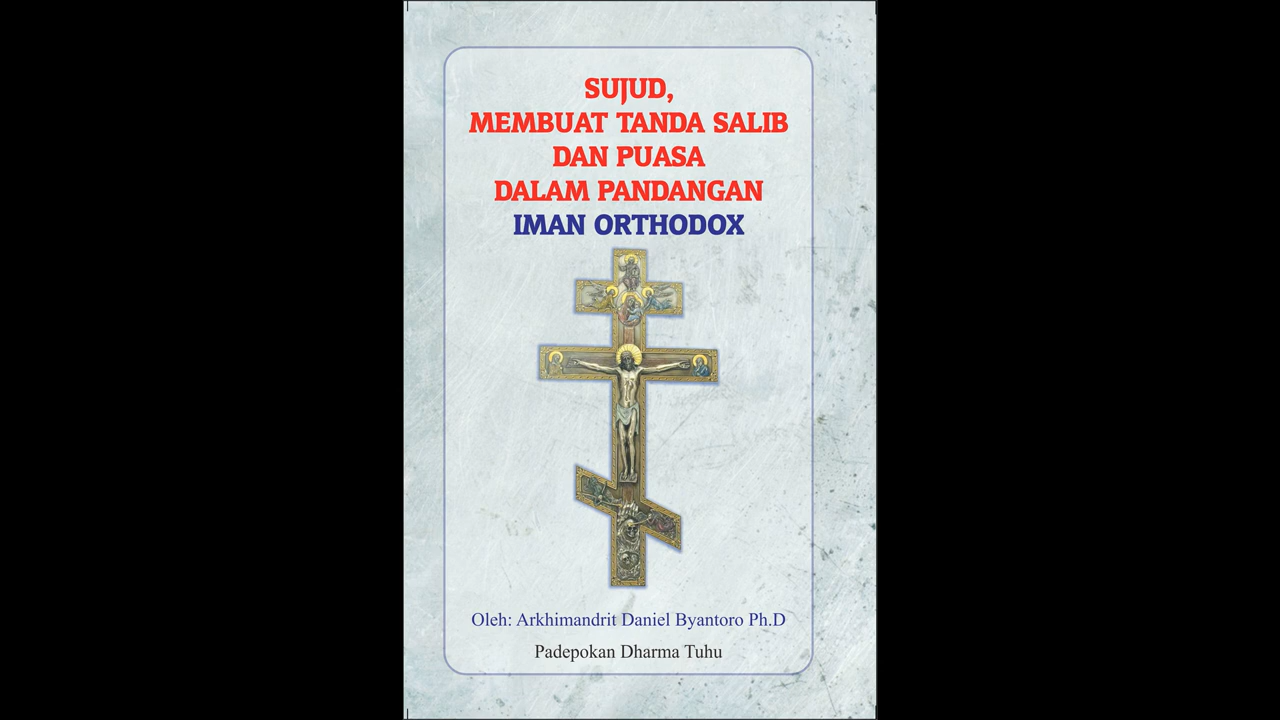 SUJUD,
MEMBUAT TANDA SALIB
DAN PUASA
DALAM PANDANGAN
IMAN ORTHODOX
Oleh: Arkhimandrit Daniel Byantoro Ph.D
Padepokan Dharma Tuhu